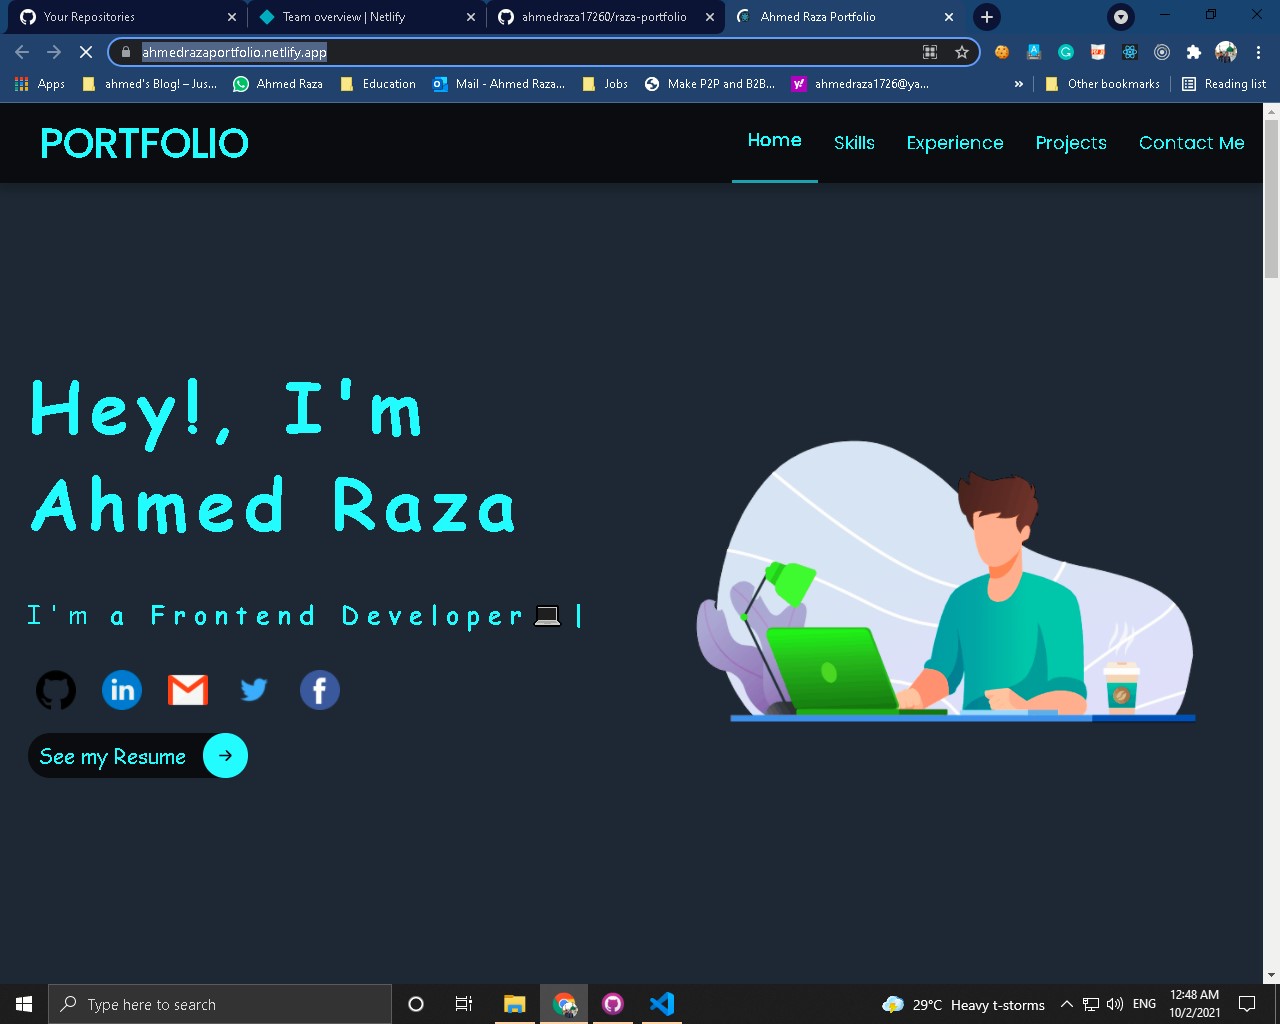 Your Repositories
Team overview | Netlify
ahmedraza17260/raza-portfolio
Ahmed Raza Portfolio
ahmedrazaportfolio.netlify.app
Apps
ahmed's Blog! – Jus...
Ahmed Raza
Education
Mail - Ahmed Raza...
Jobs
Make P2P and B2B...
ahmedraza1726@ya...
»
Other bookmarks
Reading list
PORTFOLIO
Home
Skills
Experience
Projects
Contact Me
Hey!, I'm
Ahmed Raza
I'm a Frontend Developer💻|
See my Resume
Type here to search
29°C Heavy t-storms
ENG
12:48 AM
10/2/2021